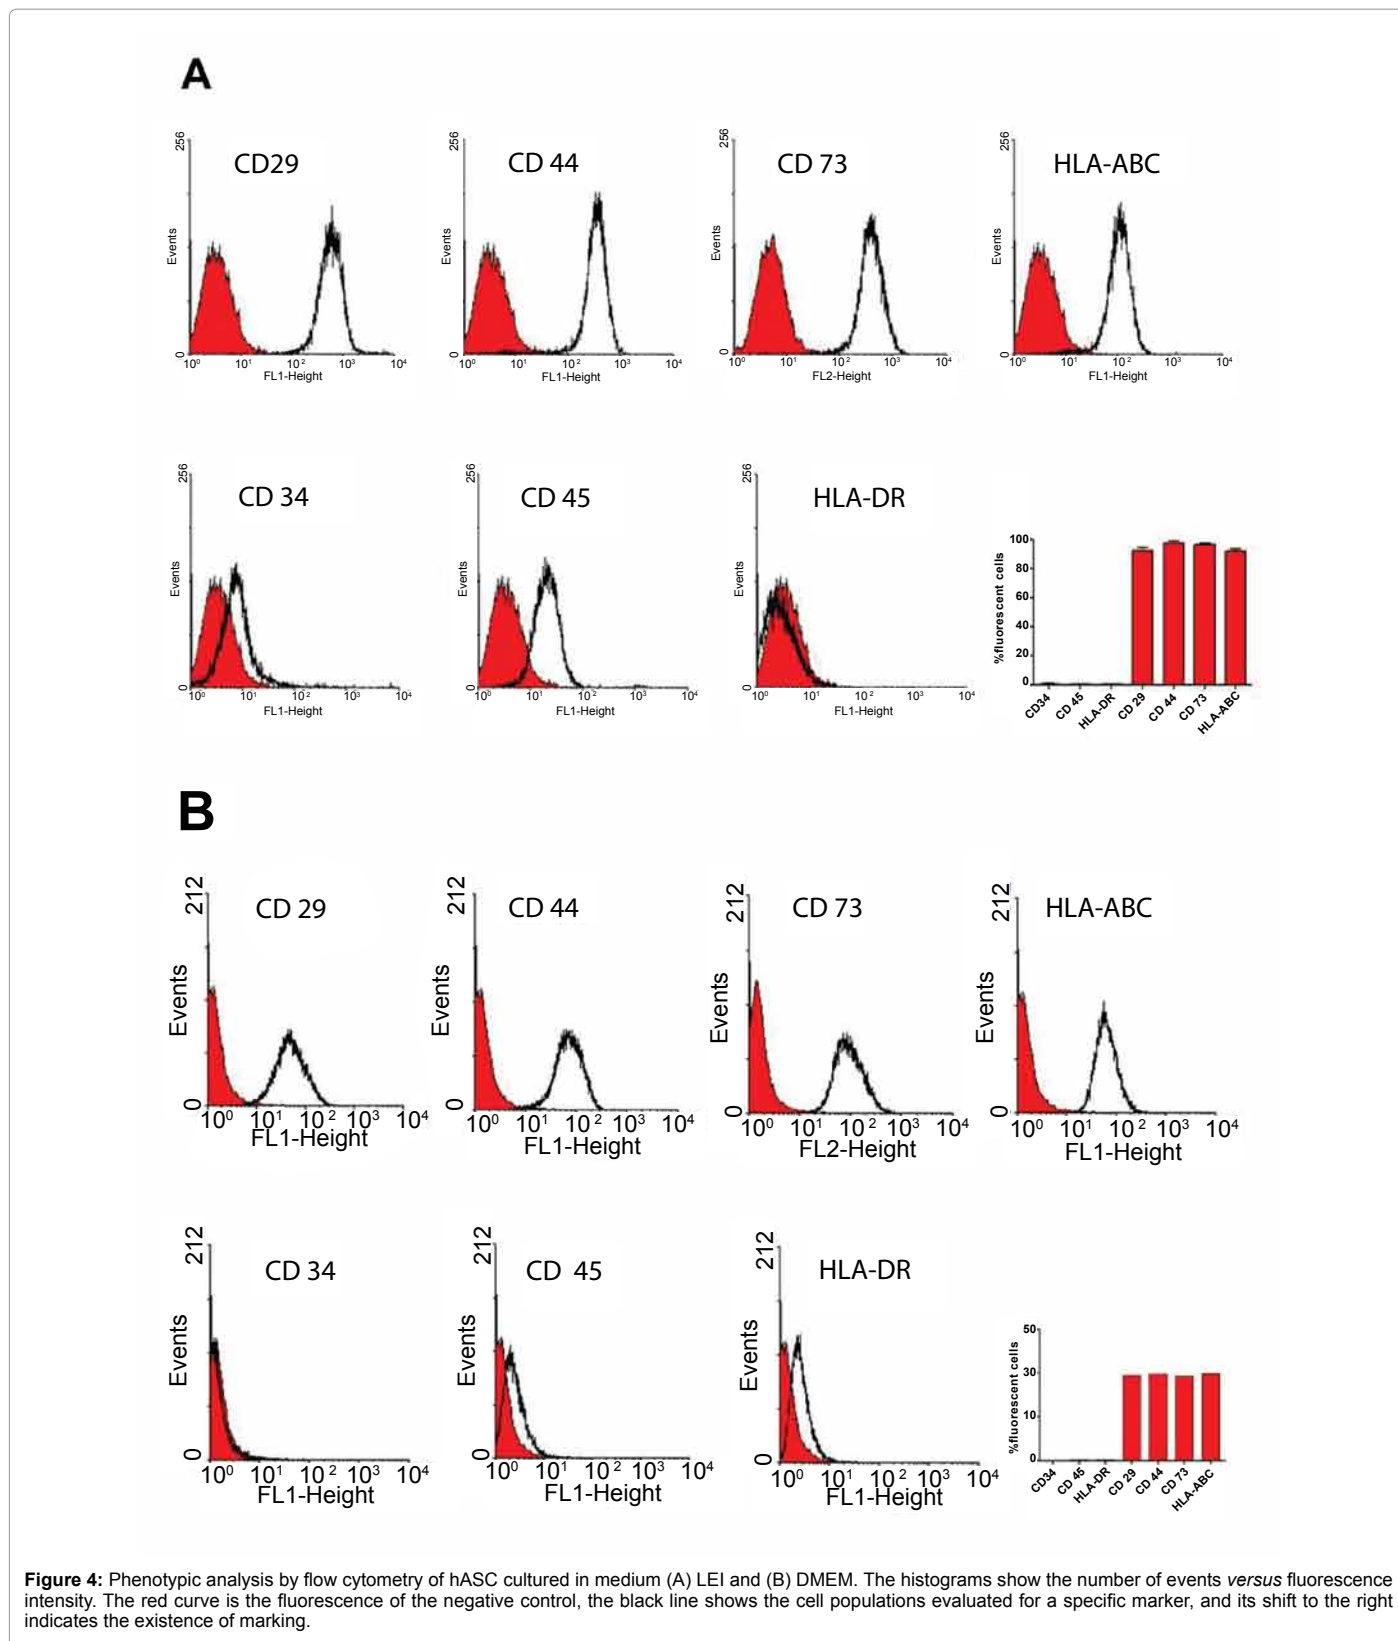 A
CD29
CD 44
CD 73
HLA-ABC
256
Events
0
10⁰ 10¹ 10² 10³ 10⁴
FL1-Height
256
Events
0
10⁰ 10¹ 10² 10³ 10⁴
FL1-Height
256
Events
0
10⁰ 10¹ 10² 10³ 10⁴
FL2-Height
256
Events
0
10⁰ 10¹ 10² 10³ 10⁴
FL1-Height
CD 34
CD 45
HLA-DR
256
Events
0
10⁰ 10¹ 10² 10³ 10⁴
FL1-Height
256
Events
0
10⁰ 10¹ 10² 10³ 10⁴
FL1-Height
256
Events
0
10⁰ 10¹ 10² 10³ 10⁴
FL1-Height
%fluorescent cells
100
80
60
40
20
0
CD34 CD 45 HLA-DR CD 29 CD 44 CD 73 HLA-ABC
B
CD 29
CD 44
CD 73
HLA-ABC
212
Events
0
10⁰ 10¹ 10² 10³ 10⁴
FL1-Height
212
Events
0
10⁰ 10¹ 10² 10³ 10⁴
FL1-Height
212
Events
0
10⁰ 10¹ 10² 10³ 10⁴
FL2-Height
212
Events
0
10⁰ 10¹ 10² 10³ 10⁴
FL1-Height
CD 34
CD 45
HLA-DR
212
Events
0
10⁰ 10¹ 10² 10³ 10⁴
FL1-Height
212
Events
0
10⁰ 10¹ 10² 10³ 10⁴
FL1-Height
212
Events
0
10⁰ 10¹ 10² 10³ 10⁴
FL1-Height
%fluorescent cells
50
30
10
0
CD34 CD 45 HLA-DR CD 29 CD 44 CD 73 HLA-ABC
Figure 4: Phenotypic analysis by flow cytometry of hASC cultured in medium (A) LEI and (B) DMEM. The histograms show the number of events versus fluorescence
intensity. The red curve is the fluorescence of the negative control, the black line shows the cell populations evaluated for a specific marker, and its shift to the right
indicates the existence of marking.